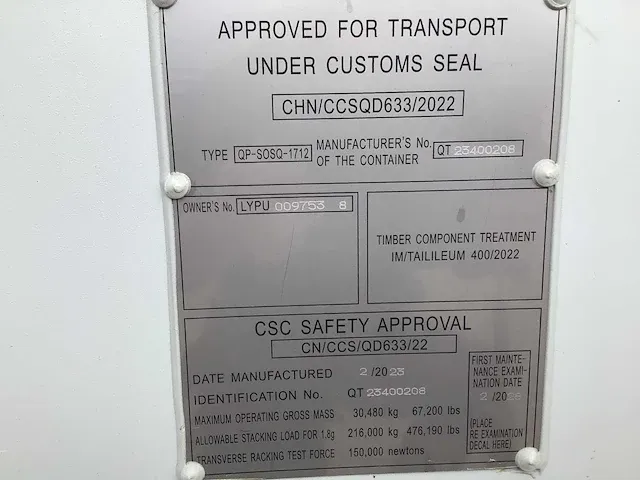 APPROVED FOR TRANSPORT
UNDER CUSTOMS SEAL
CHN/CCSQD633/2022
TYPE QP-SOSQ-1712 MANUFACTURER'S No. OF THE CONTAINER QT 23400208
OWNER'S No. LYPU 009753 8
TIMBER COMPONENT TREATMENT
IM/TAILILEUM 400/2022
CSC SAFETY APPROVAL
CN/CCS/QD633/22
DATE MANUFACTURED 2/2023
IDENTIFICATION No. QT 23400208
MAXIMUM OPERATING GROSS MASS 30,480 kg 67,200 lbs
ALLOWABLE STACKING LOAD FOR 1.8g 216,000 kg 476,190 lbs
TRANSVERSE RACKING TEST FORCE 150,000 newtons
FIRST MAINTE-
NANCE EXAMI-
NATION DATE
(PLACE
RE EXAMINATION
DECAL HERE)